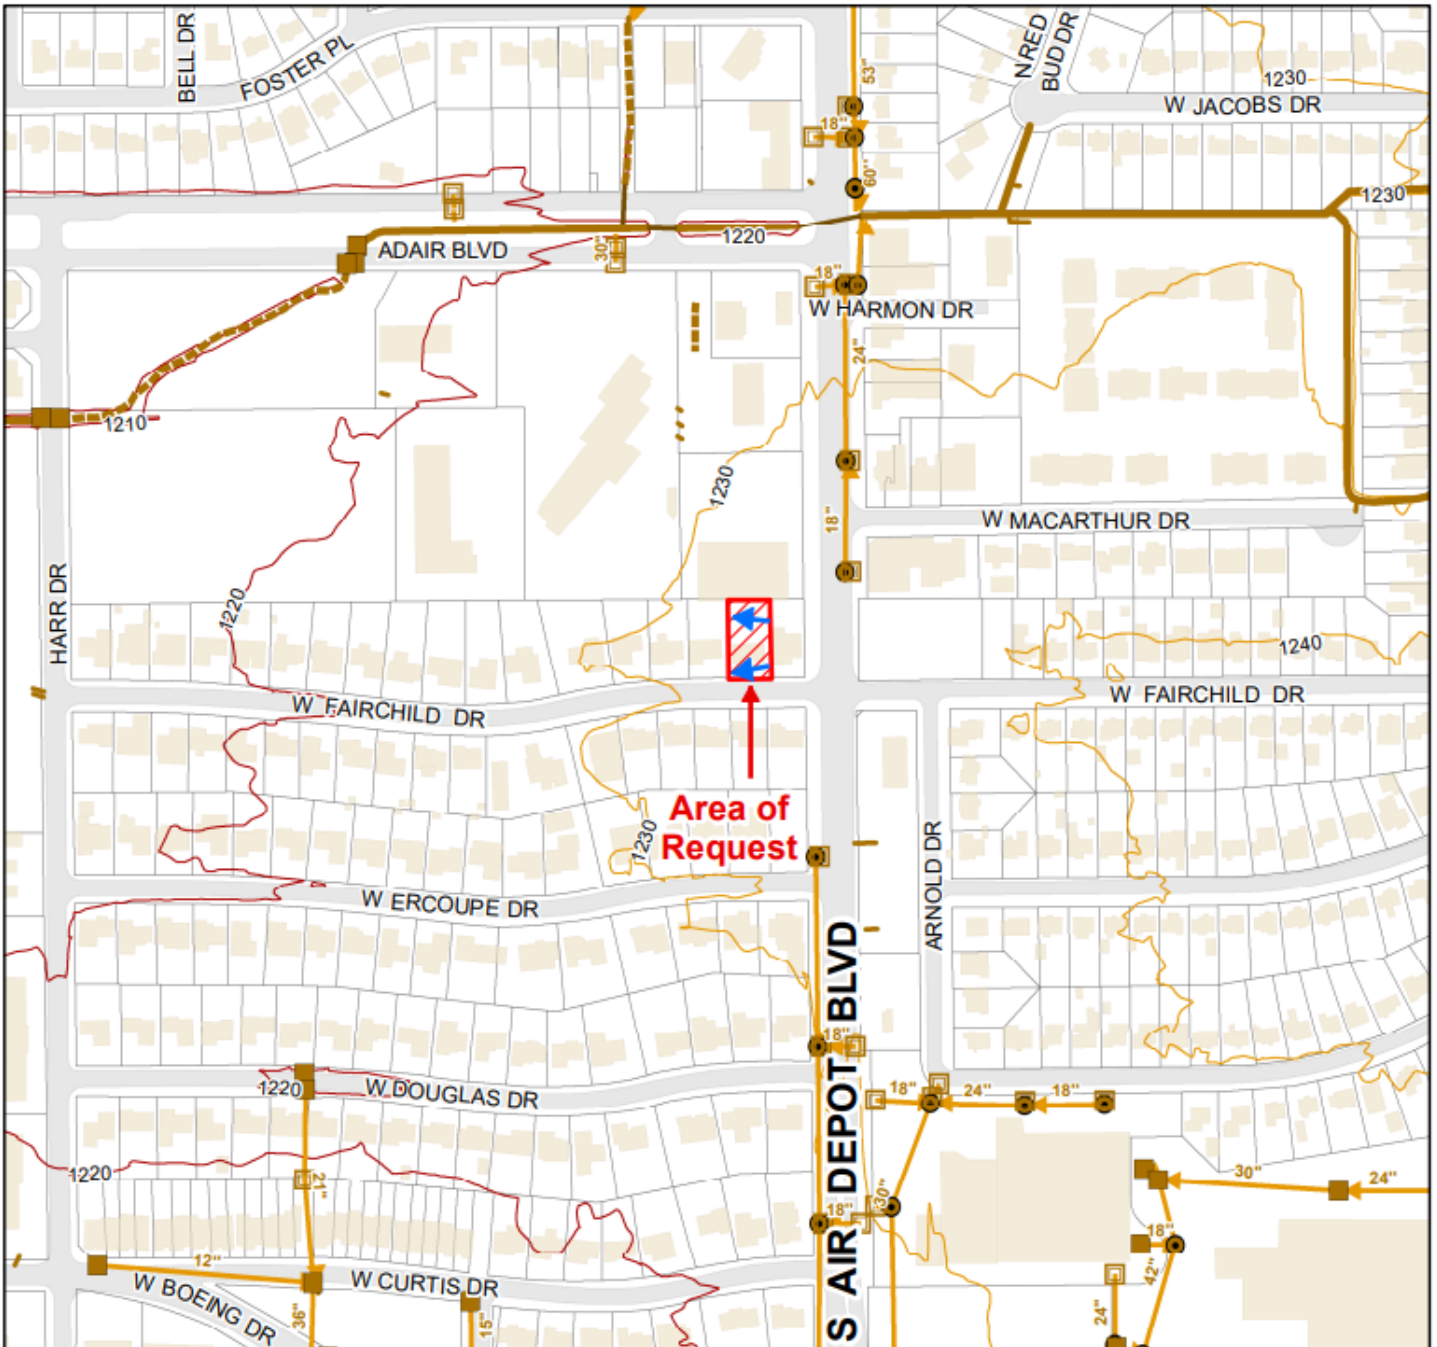 BELL DR
FOSTER PL
53"
N RED
BUD DR
1230
W JACOBS DR
18"
60"
1230
ADAIR BLVD
30"
1220
18"
W HARMON DR
24"
1210
1230
18"
W MACARTHUR DR
HARR DR
1220
1240
W FAIRCHILD DR
W FAIRCHILD DR
Area of
Request
1230
ARNOLD DR
W ERCOUPE DR
S AIR DEPOT BLVD
18"
1220
W DOUGLAS DR
18"
24"
18"
1220
21"
30"
18"
30"
24"
18"
12"
W BOEING DR
W CURTIS DR
36"
15"
42"
24"